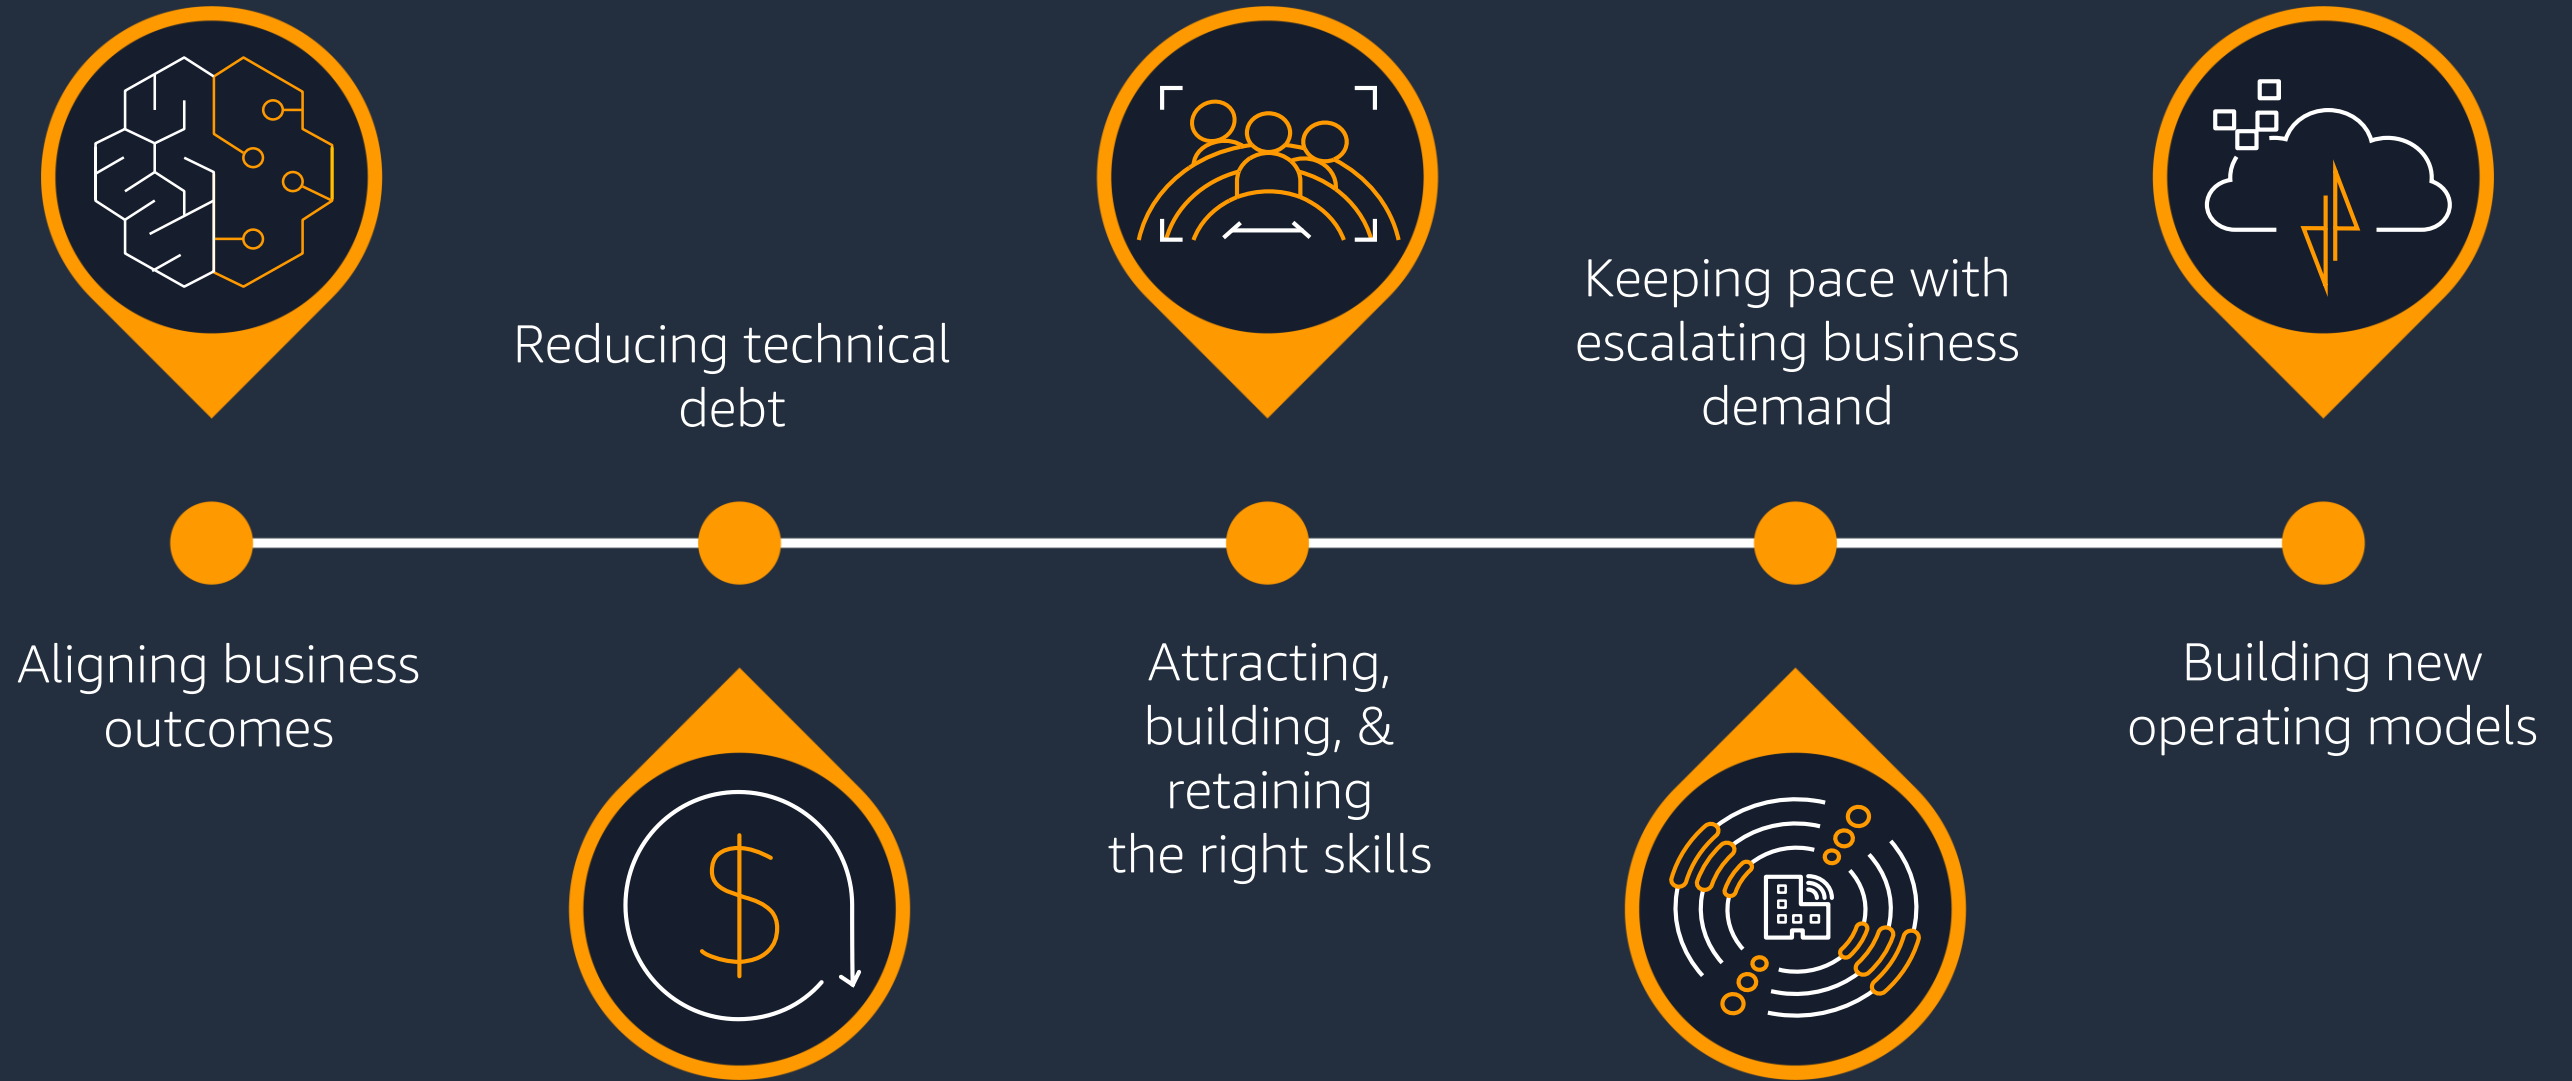 Aligning business
outcomes
Reducing technical
debt
Attracting,
building, &
retaining
the right skills
Keeping pace with
escalating business
demand
Building new
operating models
$